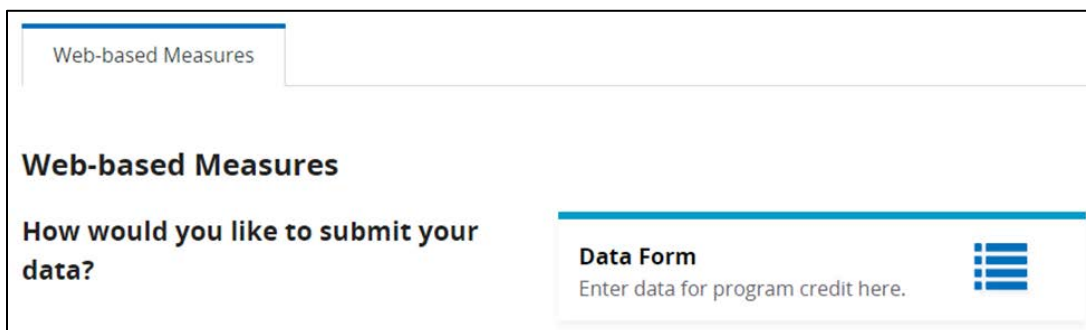 Web-based Measures
Web-based Measures
How would you like to submit your
data?
Data Form
Enter data for program credit here.